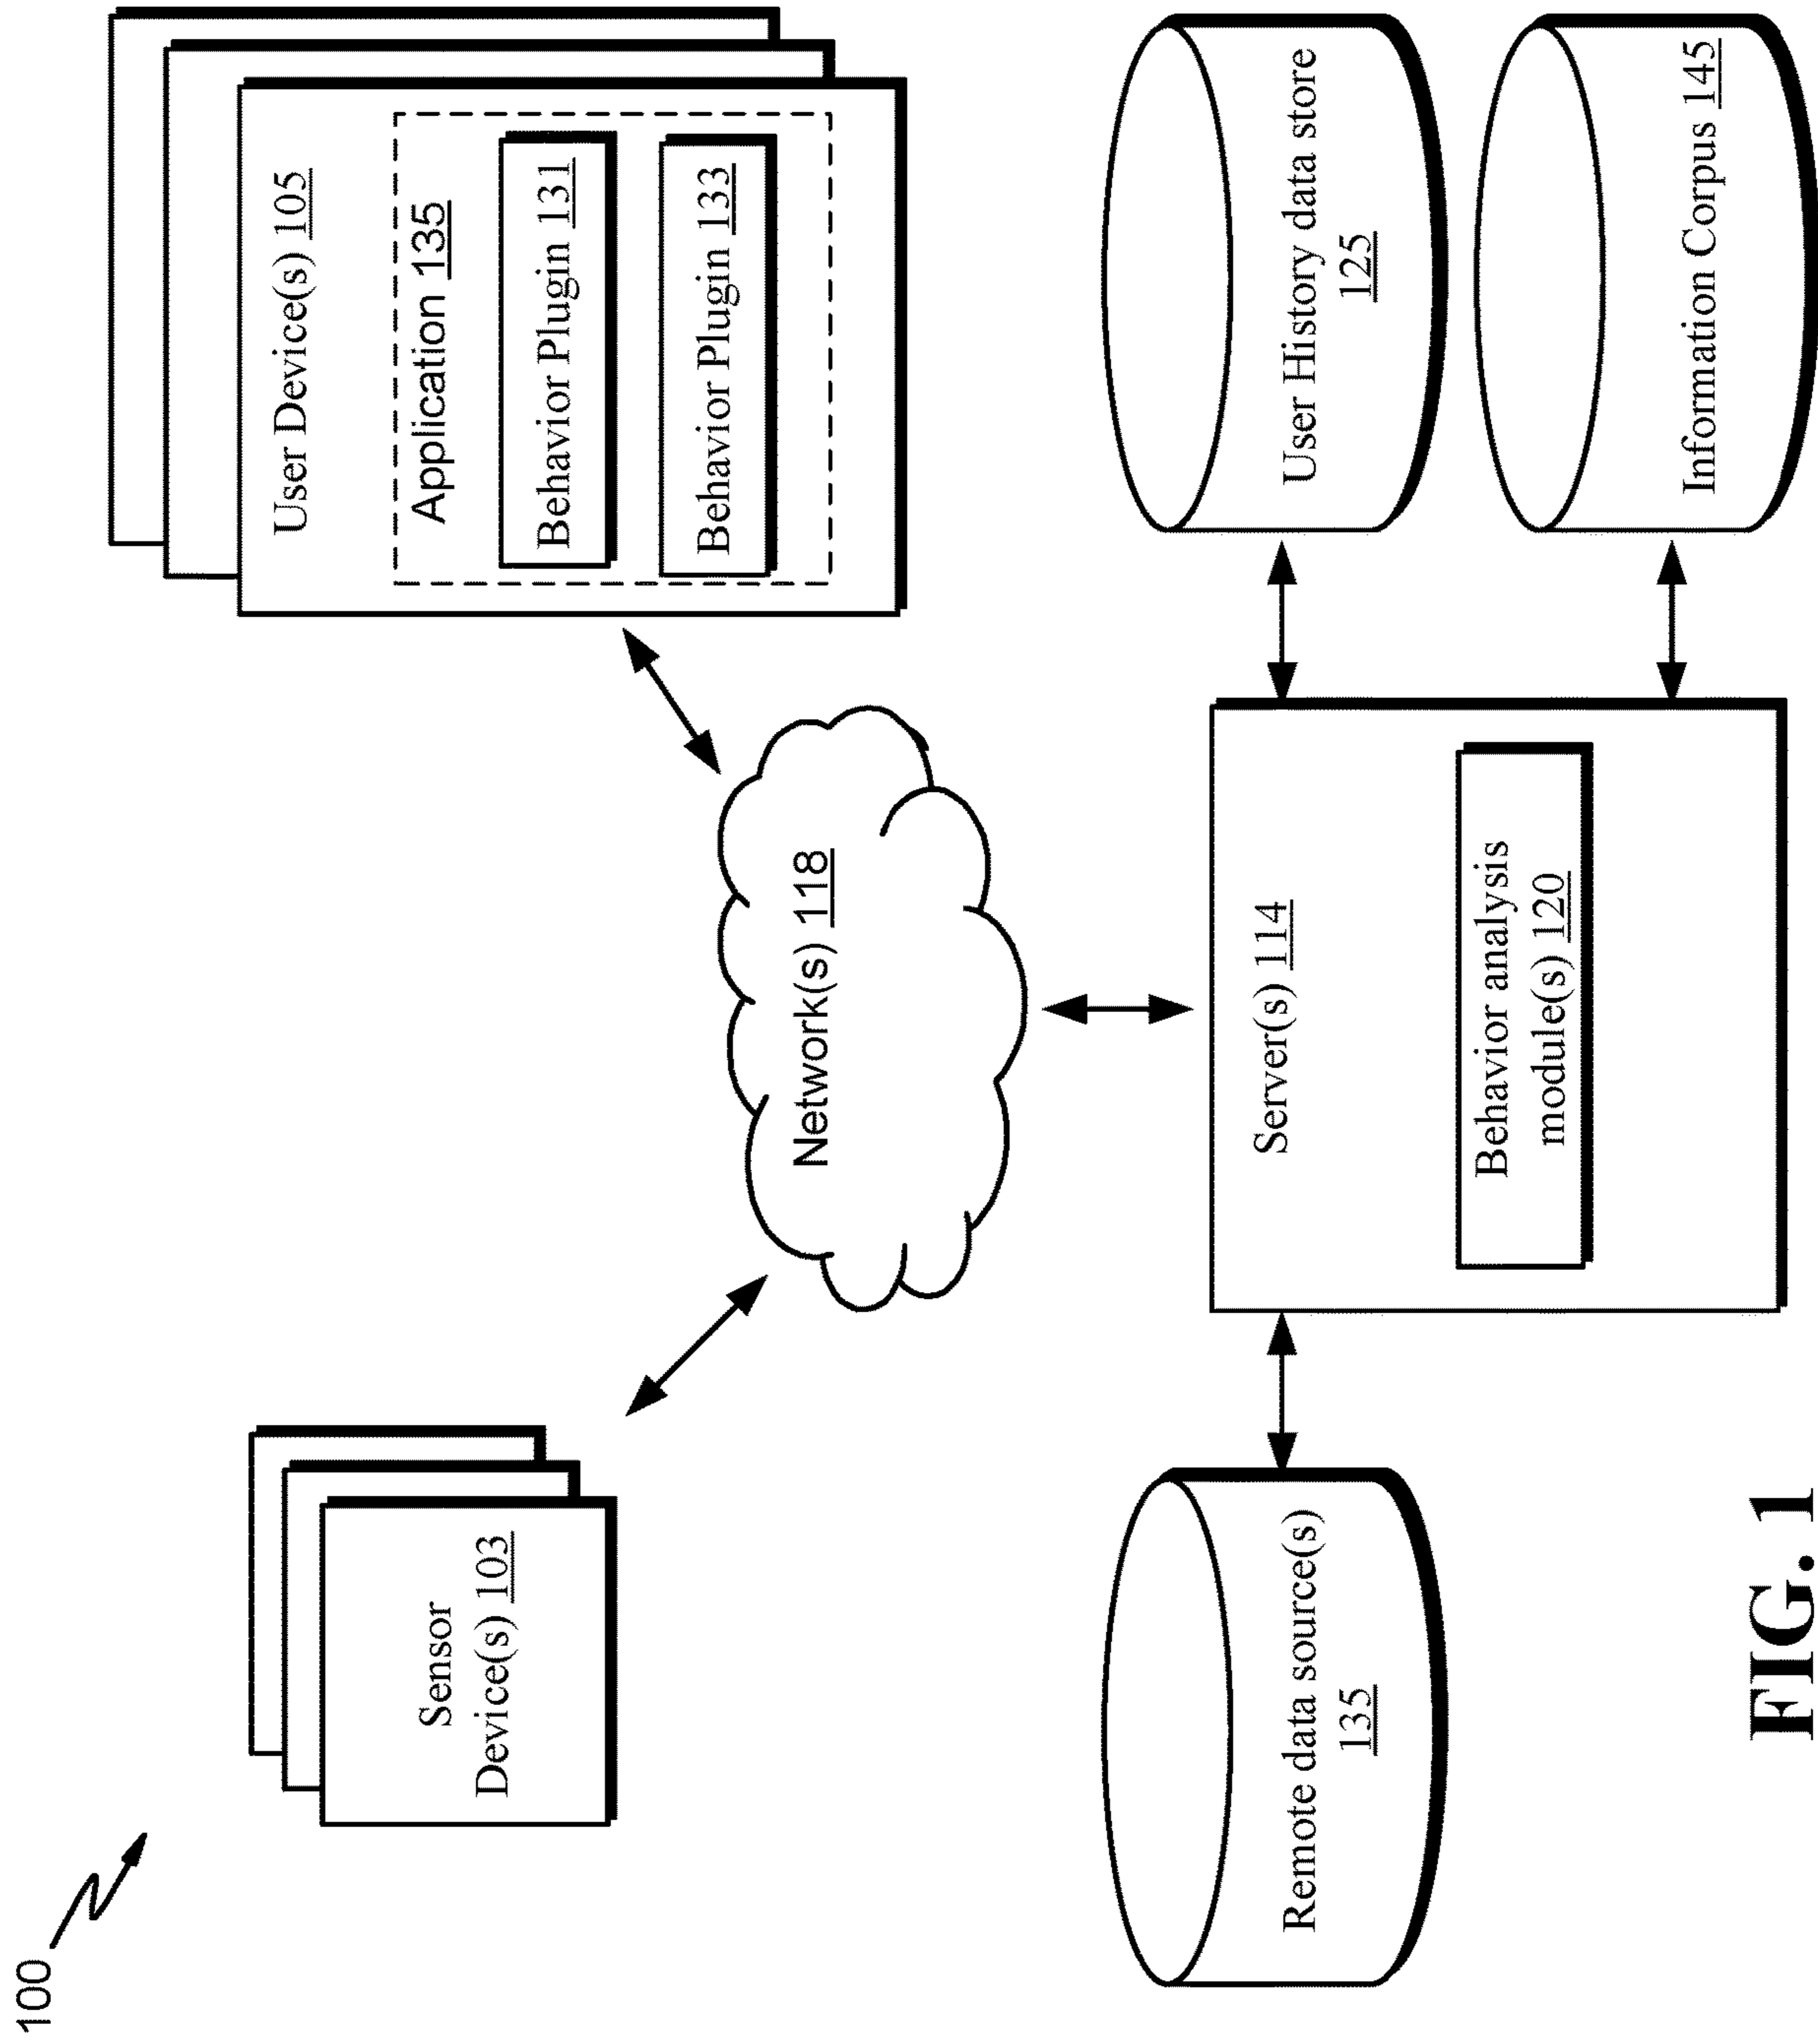 100
Sensor
Device(s) 103
User Device(s) 105
Application 135
Behavior Plugin 131
Behavior Plugin 133
Network(s) 118
Remote data source(s)
135
Server(s) 114
Behavior analysis
module(s) 120
User History data store
125
Information Corpus 145
FIG. 1